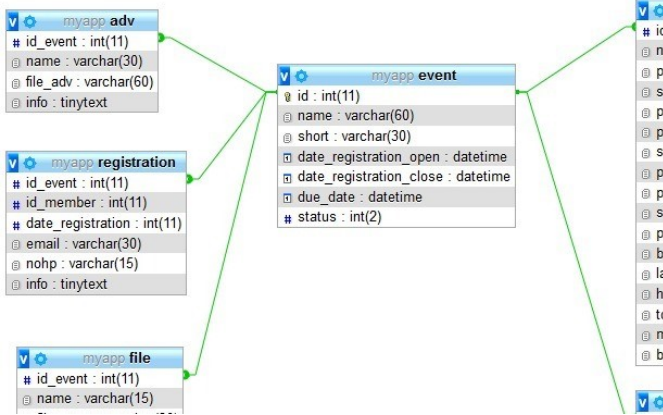 myapp adv
# id_event : int(11)
name : varchar(30)
file_adv : varchar(60)
info : tinytext
myapp registration
# id_event : int(11)
# id_member : int(11)
# date_registration : int(11)
email : varchar(30)
nohp : varchar(15)
info : tinytext
myapp file
# id_event : int(11)
name : varchar(15)
myapp event
id : int(11)
name : varchar(60)
short : varchar(30)
date_registration_open : datetime
date_registration_close : datetime
due_date : datetime
# status : int(2)